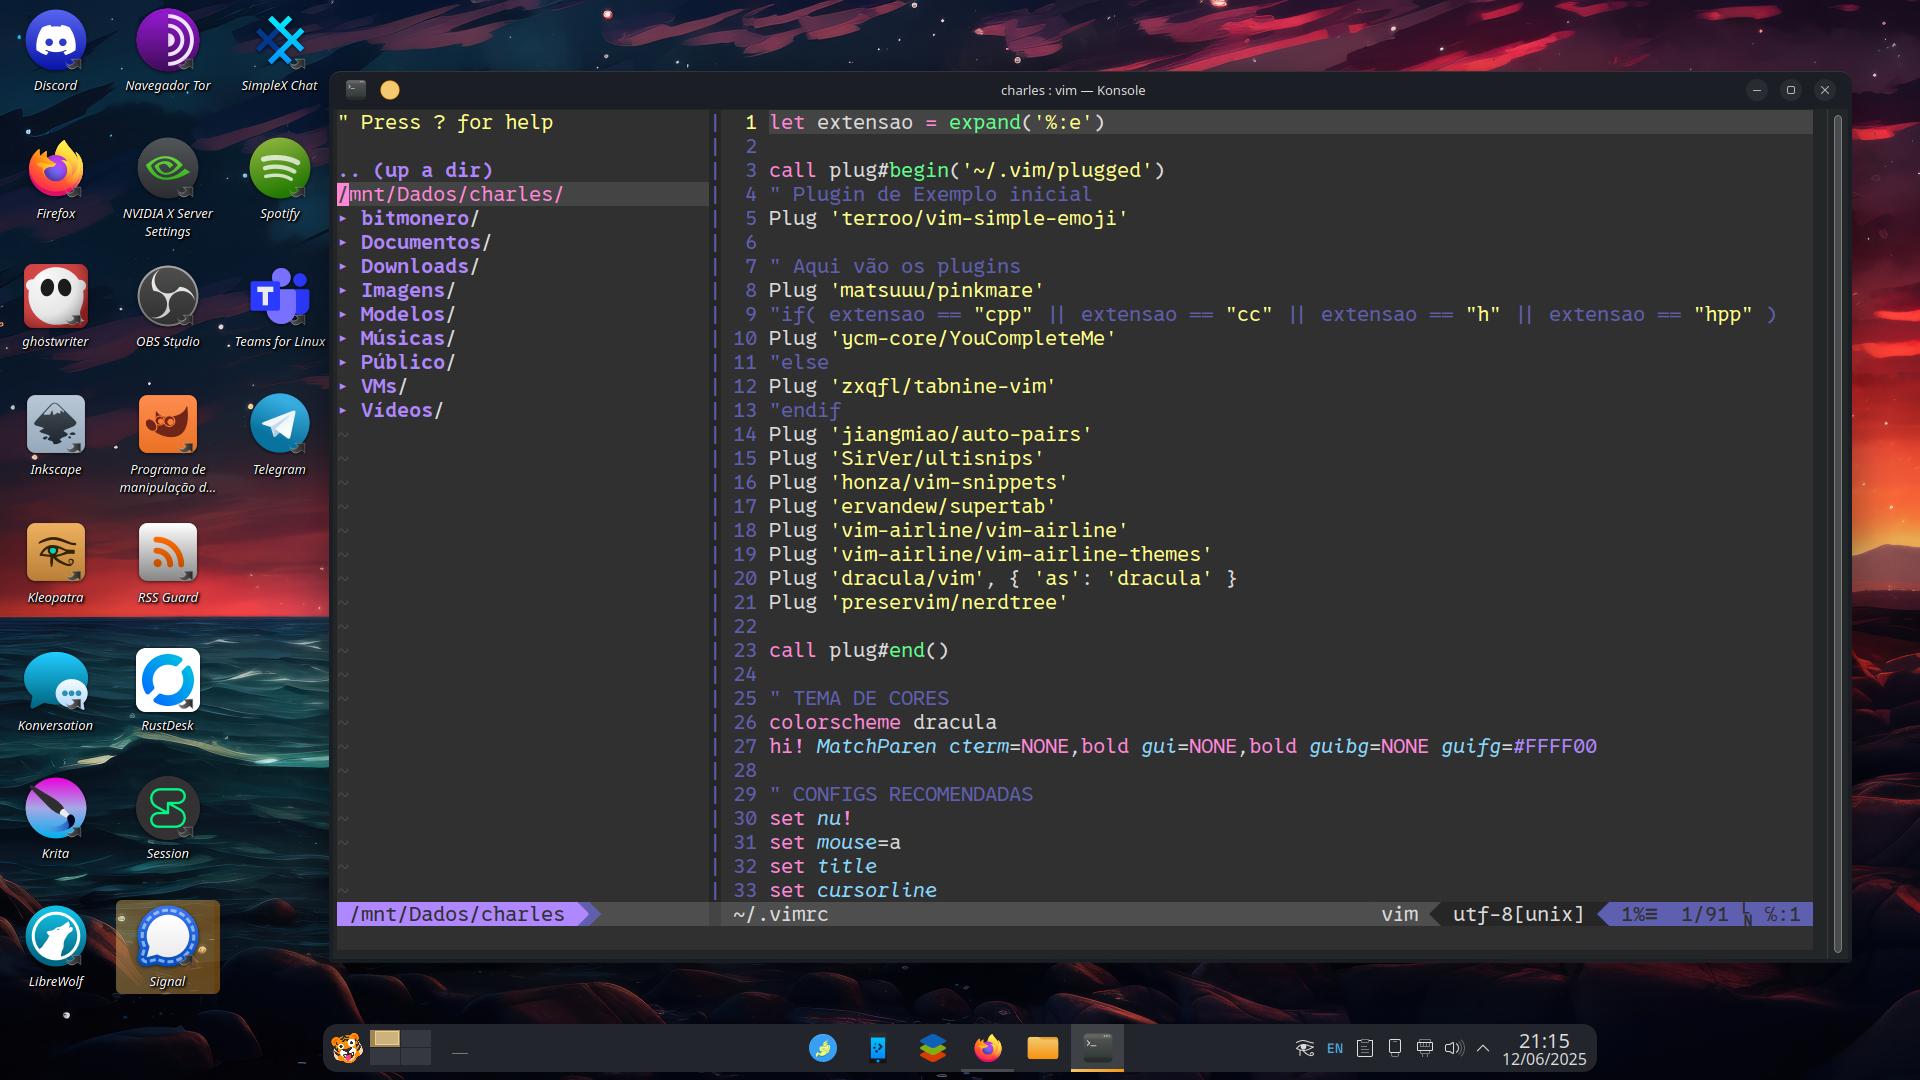 Discord
Navegador Tor
SimpleX Chat
Firefox
NVIDIA X Server
Settings
Spotify
ghostwriter
OBS Studio
Teams for Linux
Inkscape
Programa de
manipulação d...
Telegram
Kleopatra
RSS Guard
Konversation
RustDesk
Krita
Session
LibreWolf
Signal
charles : vim — Konsole
" Press ? for help
.. (up a dir)
/mnt/Dados/charles/
▸ bitmonero/
▸ Documentos/
▸ Downloads/
▸ Imagens/
▸ Modelos/
▸ Músicas/
▸ Público/
▸ VMs/
▸ Vídeos/
/mnt/Dados/charles
1 let extensao = expand('%:e')
2
3 call plug#begin('~/.vim/plugged')
4 " Plugin de Exemplo inicial
5 Plug 'terroo/vim-simple-emoji'
6
7 " Aqui vão os plugins
8 Plug 'matsuuu/pinkmare'
9 "if( extensao == "cpp" || extensao == "cc" || extensao == "h" || extensao == "hpp" )
10 Plug 'ycm-core/YouCompleteMe'
11 "else
12 Plug 'zxqfl/tabnine-vim'
13 "endif
14 Plug 'jiangmiao/auto-pairs'
15 Plug 'SirVer/ultisnips'
16 Plug 'honza/vim-snippets'
17 Plug 'ervandew/supertab'
18 Plug 'vim-airline/vim-airline'
19 Plug 'vim-airline/vim-airline-themes'
20 Plug 'dracula/vim', { 'as': 'dracula' }
21 Plug 'preservim/nerdtree'
22
23 call plug#end()
24
25 " TEMA DE CORES
26 colorscheme dracula
27 hi! MatchParen cterm=NONE,bold gui=NONE,bold guibg=NONE guifg=#FFFF00
28
29 " CONFIGS RECOMENDADAS
30 set nu!
31 set mouse=a
32 set title
33 set cursorline
~/.vimrc
vim
utf-8[unix]
1%≡ 1/91 ␤ ℅:1
EN
21:15
12/06/2025